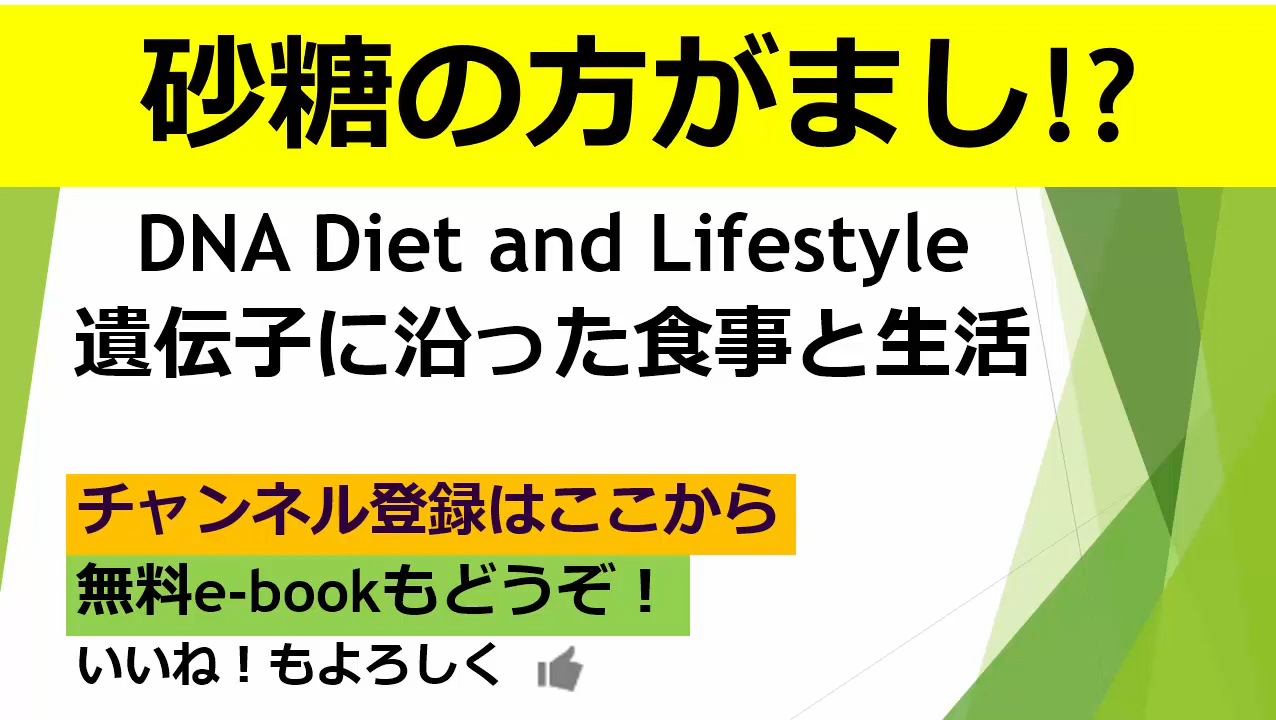 砂糖の方がまし!?
DNA Diet and Lifestyle
遺伝子に沿った食事と生活
チャンネル登録はここから
無料e-bookもどうぞ！
いいね！もよろしく